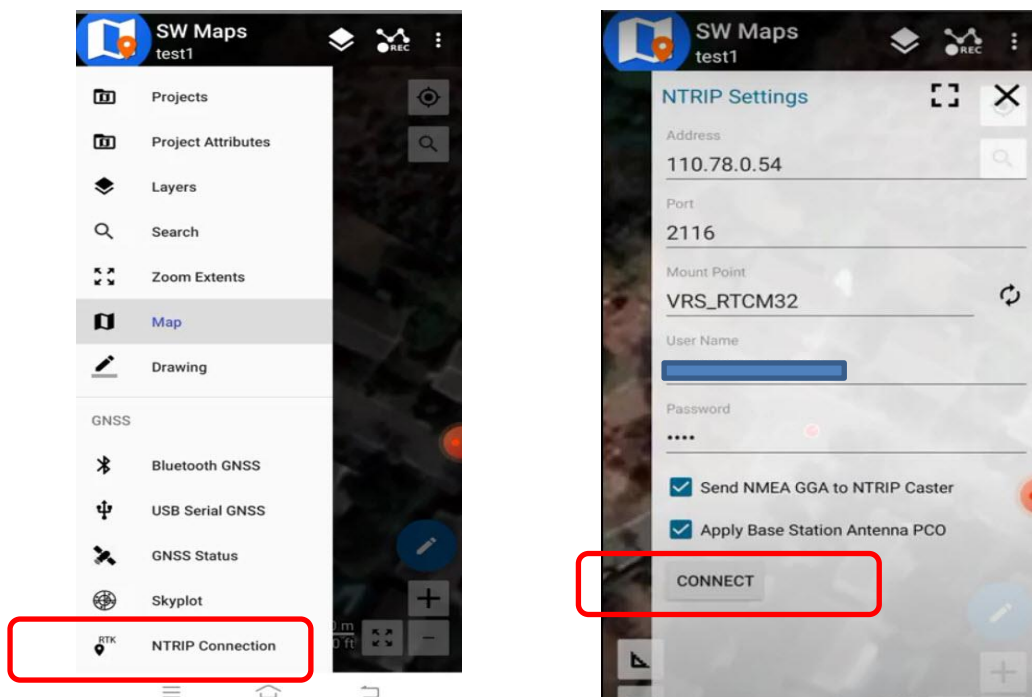 SW Maps
test1
REC
Projects
Project Attributes
Layers
Search
Zoom Extents
Map
Drawing
GNSS
Bluetooth GNSS
USB Serial GNSS
GNSS Status
Skyplot
RTK
NTRIP Connection
SW Maps
test1
REC
NTRIP Settings
Address
110.78.0.54
Port
2116
Mount Point
VRS_RTCM32
User Name
Password
••••
Send NMEA GGA to NTRIP Caster
Apply Base Station Antenna PCO
CONNECT